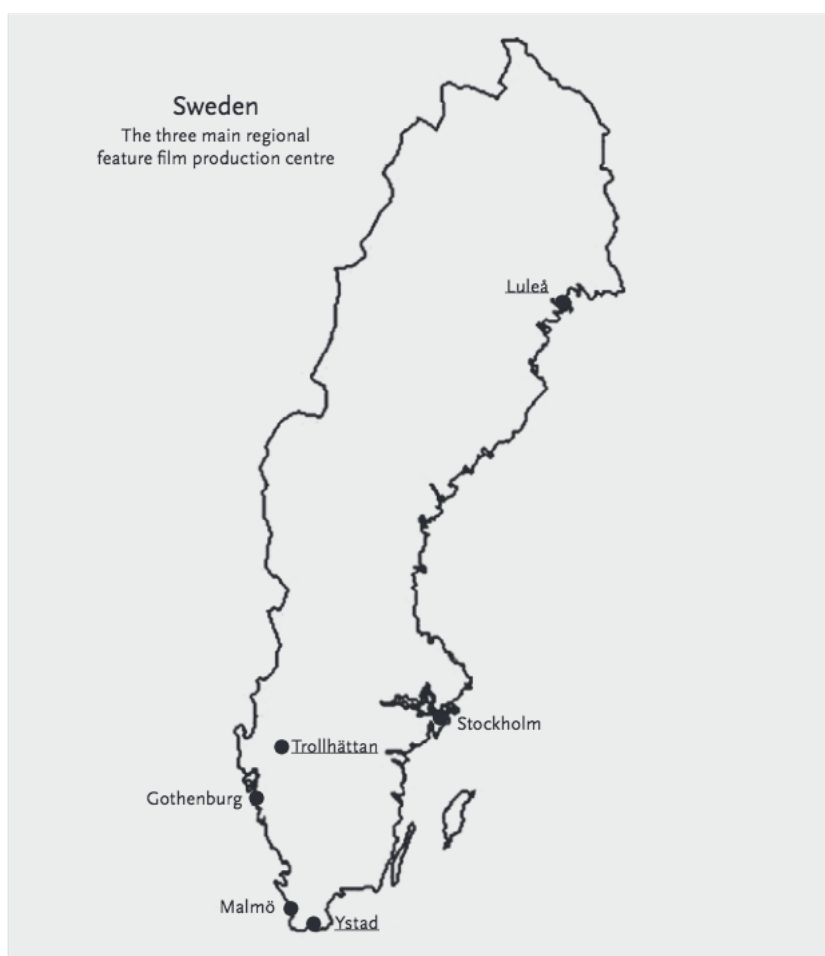 Sweden
The three main regional
feature film production centre
Luleå
Stockholm
Trollhättan
Gothenburg
Malmö
Ystad